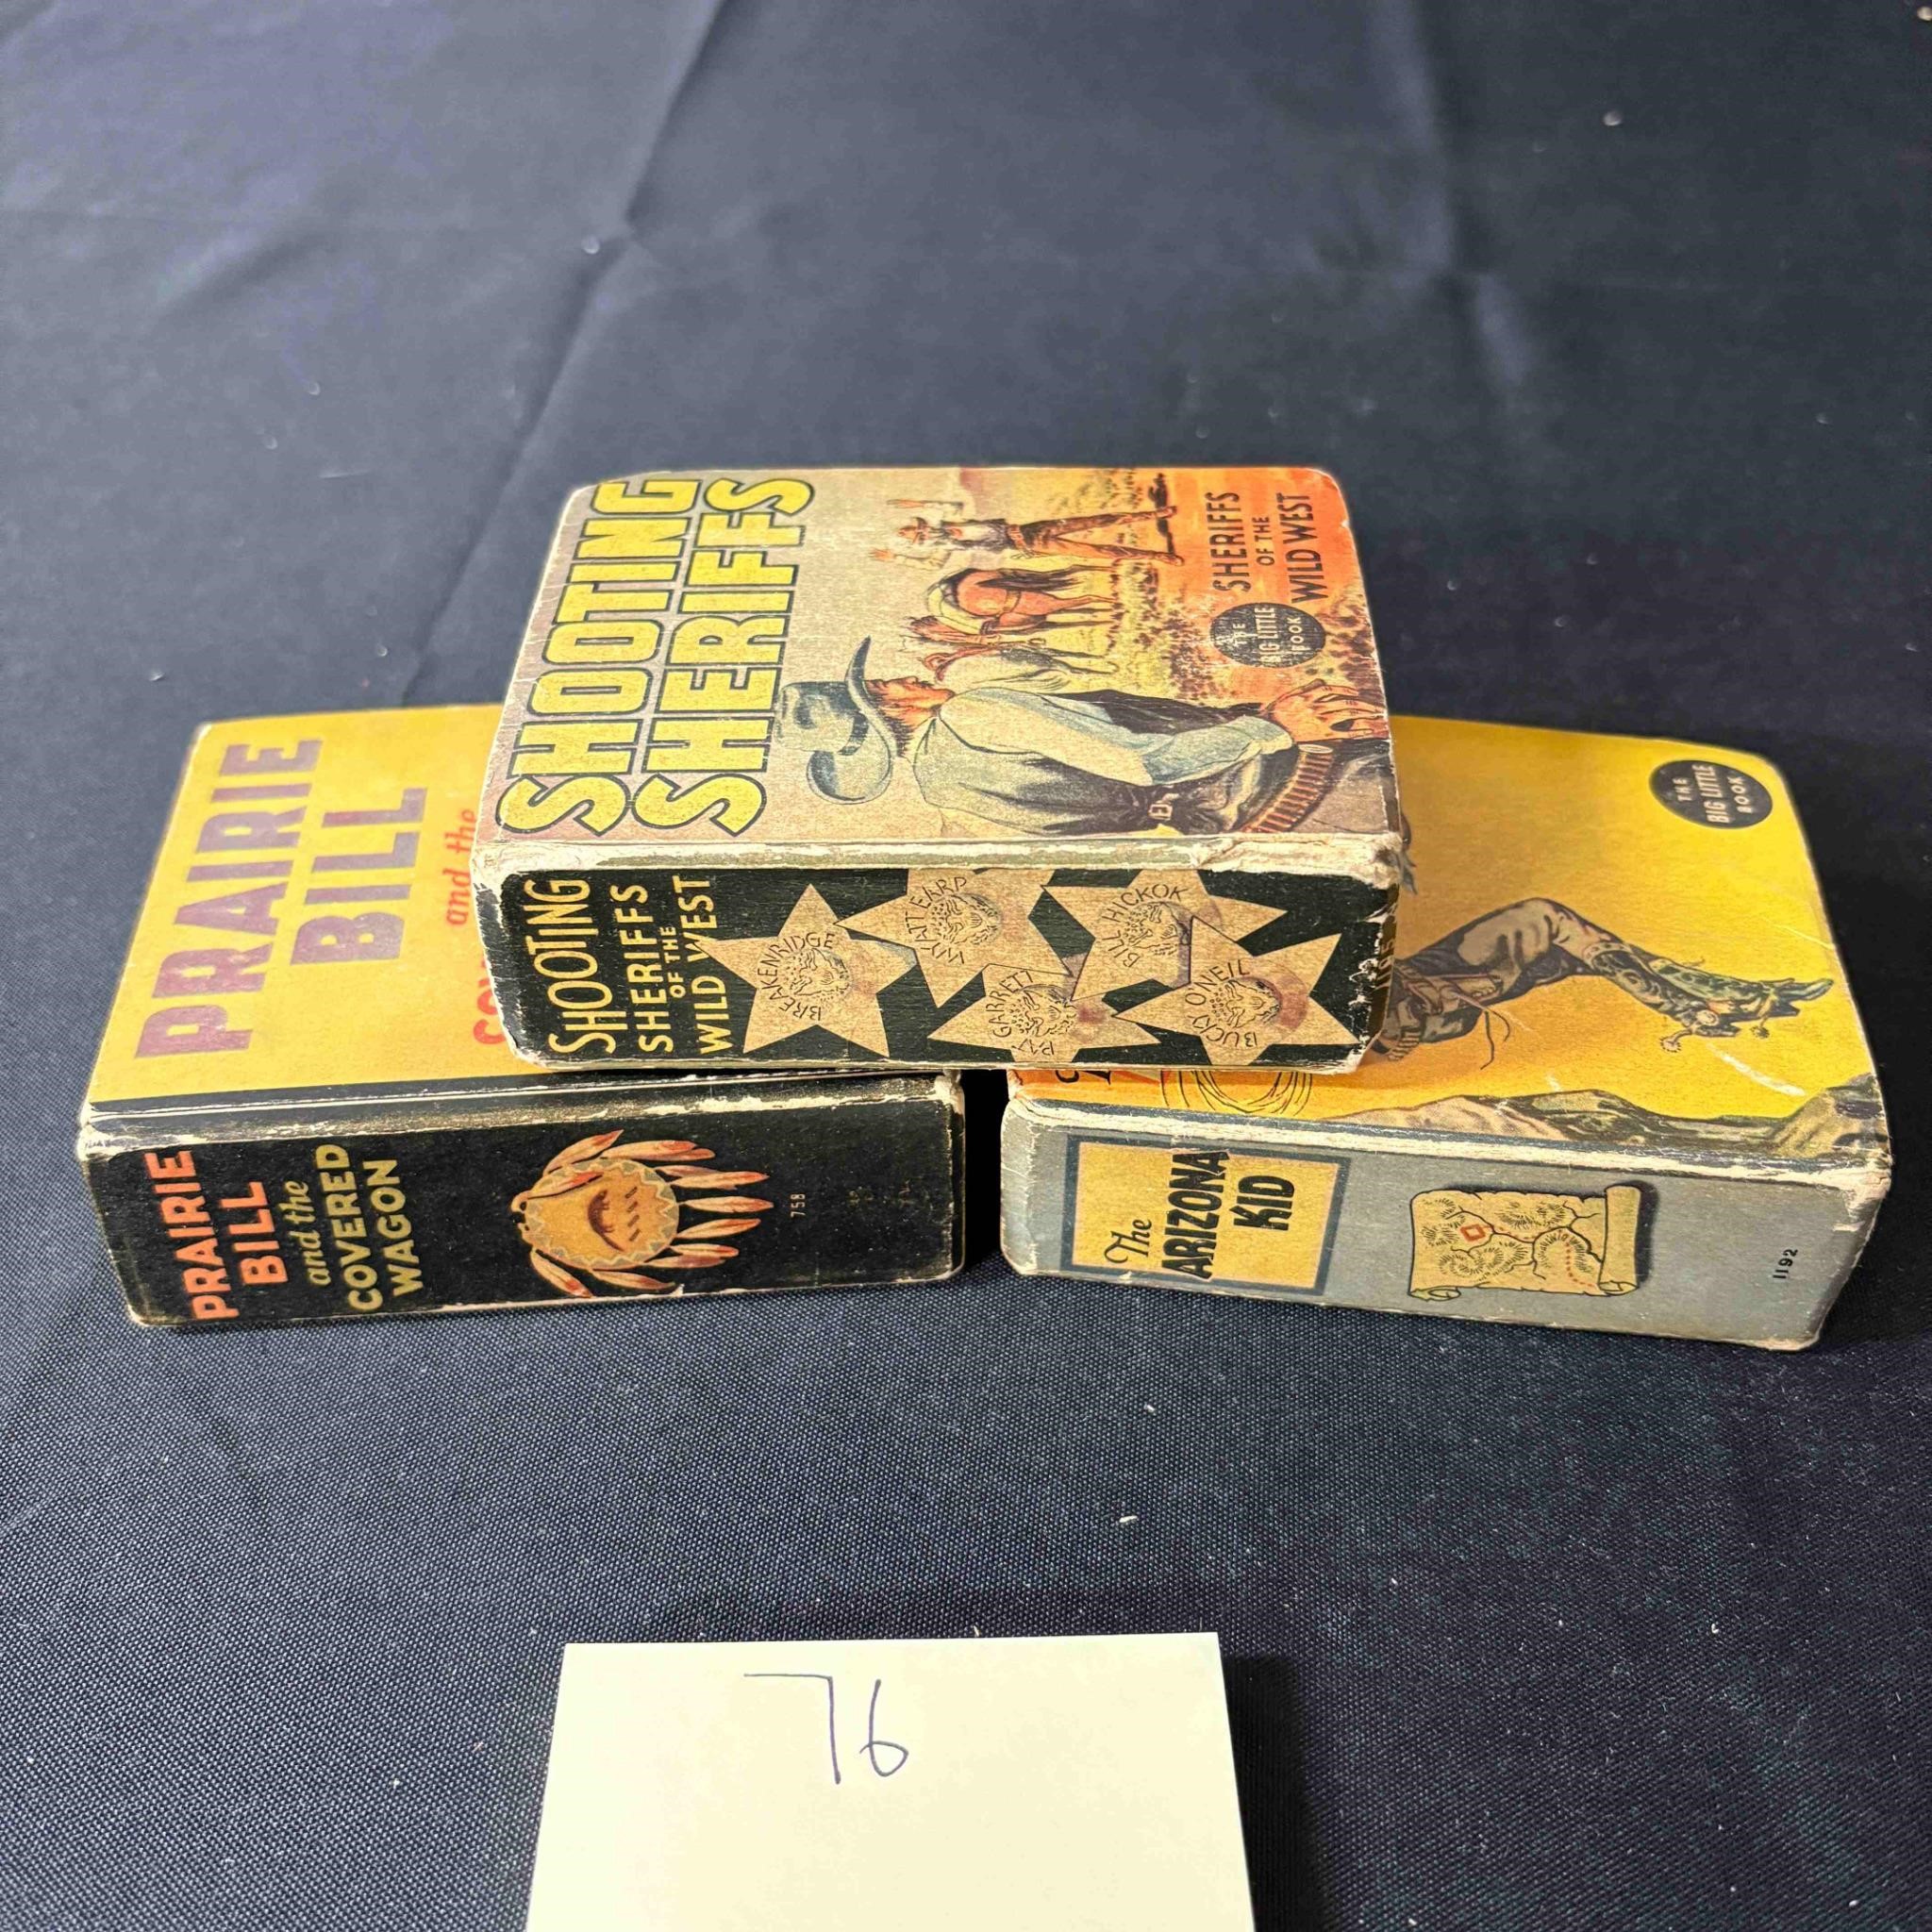 SHOOTING
SHERIFFS
SHERIFFS
OF THE
WILD WEST
THE
BIG LITTLE
BOOK
SHOOTING
SHERIFFS
OF THE
WILD WEST
BREAKENRIDGE
WYATT EARP
BILL HICKOK
PAT GARRETT
BUCKY O'NEIL
PRAIRIE
BILL
and the
PRAIRIE
BILL
and the
COVERED
WAGON
758
THE
BIG LITTLE
BOOK
The
ARIZONA
KID
1192
76